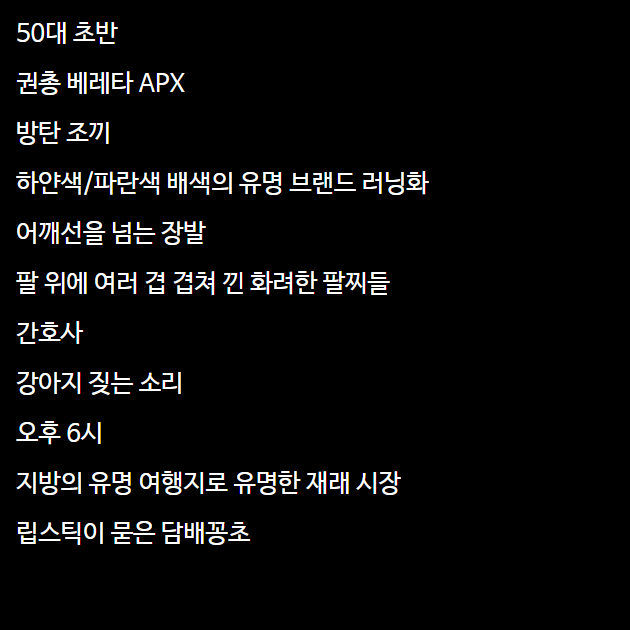 50대 초반
권총 베레타 APX
방탄 조끼
하얀색/파란색 배색의 유명 브랜드 러닝화
어깨선을 넘는 장발
팔 위에 여러 겹 겹쳐 낀 화려한 팔찌들
간호사
강아지 짖는 소리
오후 6시
지방의 유명 여행지로 유명한 재래 시장
립스틱이 묻은 담배꽁초